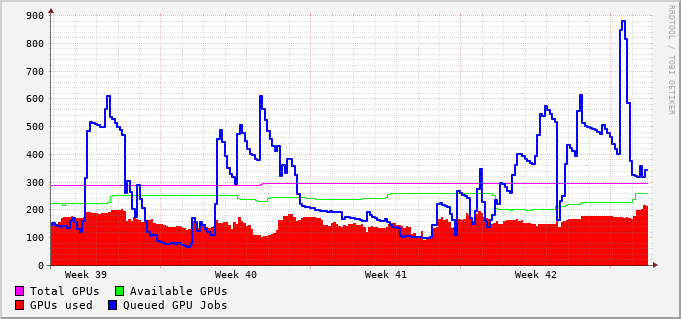 900
800
700
600
500
400
300
200
100
0
Week 39 Week 40 Week 41 Week 42
Total GPUs Available GPUs
GPUs used Queued GPU Jobs
RRDTOOL / TOBI OETIKER